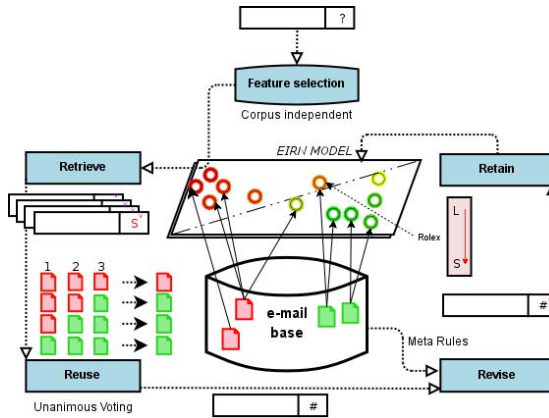 ?
Feature selection
Corpus independent
EIRN MODEL
Retrieve
Retain
S
Rolex
L
S
1 2 3
e-mail
base
#
Meta Rules
Reuse
Revise
Unanimous Voting
#